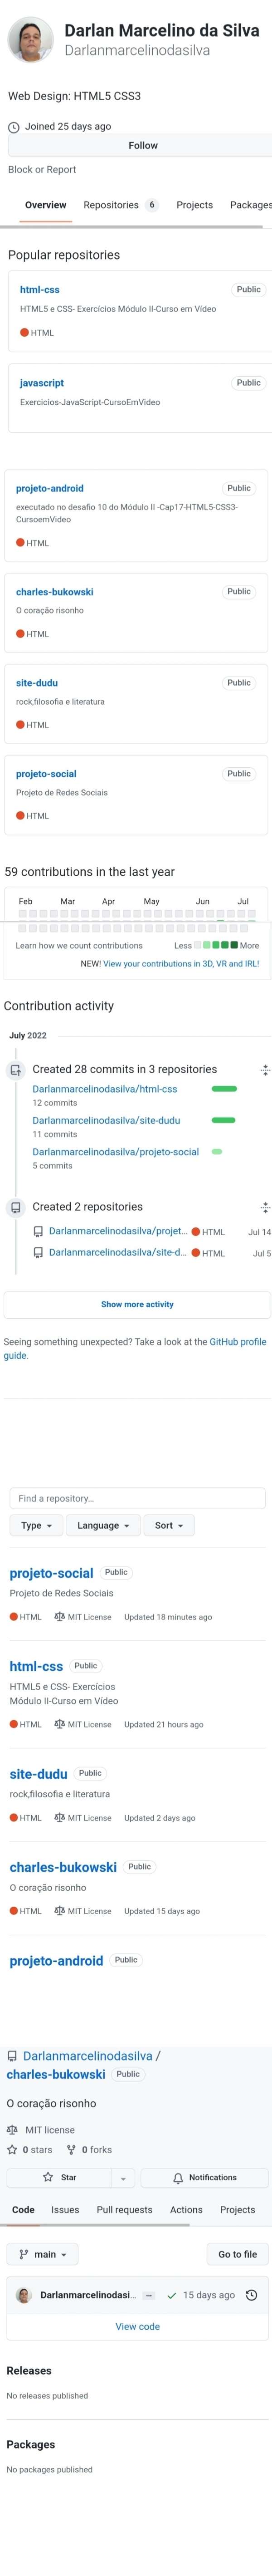 Darlan Marcelino da Silva
Darlanmarcelinodasilva
Web Design: HTML5 CSS3
Joined 25 days ago
Follow
Block or Report
Overview Repositories 6 Projects Packages
Popular repositories
html-css Public
HTML5 e CSS- Exercícios Módulo II-Curso em Vídeo
HTML
javascript Public
Exercicios-JavaScript-CursoEmVideo
projeto-android Public
executado no desafio 10 do Módulo II -Cap17-HTML5-CSS3-
CursoemVideo
HTML
charles-bukowski Public
O coração risonho
HTML
site-dudu Public
rock,filosofia e literatura
HTML
projeto-social Public
Projeto de Redes Sociais
HTML
59 contributions in the last year
Feb Mar Apr May Jun Jul
Learn how we count contributions Less More
NEW! View your contributions in 3D, VR and IRL!
Contribution activity
July 2022
Created 28 commits in 3 repositories
Darlanmarcelinodasilva/html-css
12 commits
Darlanmarcelinodasilva/site-dudu
11 commits
Darlanmarcelinodasilva/projeto-social
5 commits
Created 2 repositories
Darlanmarcelinodasilva/projet... HTML Jul 14
Darlanmarcelinodasilva/site-d... HTML Jul 5
Show more activity
Seeing something unexpected? Take a look at the GitHub profile
guide.
Find a repository…
Type Language Sort
projeto-social Public
Projeto de Redes Sociais
HTML MIT License Updated 18 minutes ago
html-css Public
HTML5 e CSS- Exercícios
Módulo II-Curso em Vídeo
HTML MIT License Updated 21 hours ago
site-dudu Public
rock,filosofia e literatura
HTML MIT License Updated 2 days ago
charles-bukowski Public
O coração risonho
HTML MIT License Updated 15 days ago
projeto-android Public
Darlanmarcelinodasilva /
charles-bukowski Public
O coração risonho
MIT license
0 stars 0 forks
Star Notifications
Code Issues Pull requests Actions Projects
main Go to file
Darlanmarcelinodasi... ... 15 days ago
View code
Releases
No releases published
Packages
No packages published